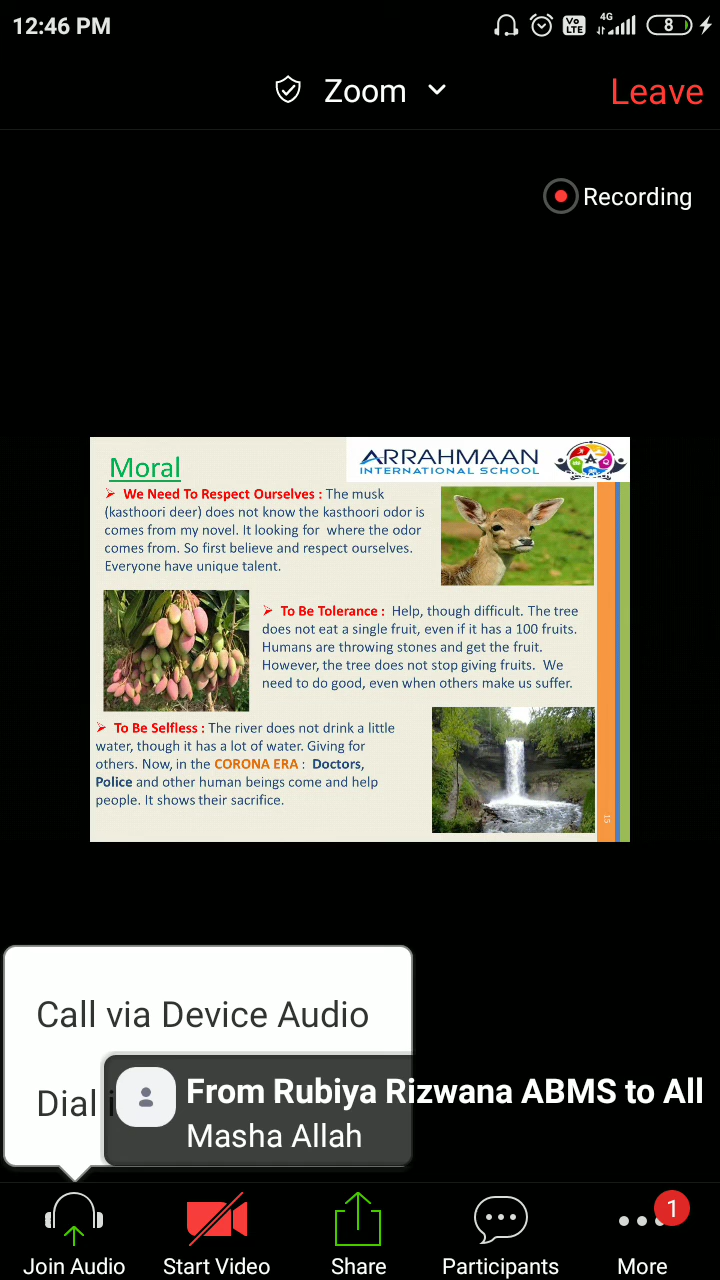 12:46 PM
4G
Vo
LTE
8
Zoom
Leave
Recording
Moral
ARRAHMAAN
INTERNATIONAL SCHOOL
➢ We Need To Respect Ourselves : The musk
(kasthoori deer) does not know the kasthoori odor is
comes from my novel. It looking for where the odor
comes from. So first believe and respect ourselves.
Everyone have unique talent.
➢ To Be Tolerance : Help, though difficult. The tree
does not eat a single fruit, even if it has a 100 fruits.
Humans are throwing stones and get the fruit.
However, the tree does not stop giving fruits. We
need to do good, even when others make us suffer.
➢ To Be Selfless : The river does not drink a little
water, though it has a lot of water. Giving for
others. Now, in the CORONA ERA : Doctors,
Police and other human beings come and help
people. It shows their sacrifice.
15
Call via Device Audio
Dial i
From Rubiya Rizwana ABMS to All
Masha Allah
1
Join Audio
Start Video
Share
Participants
More